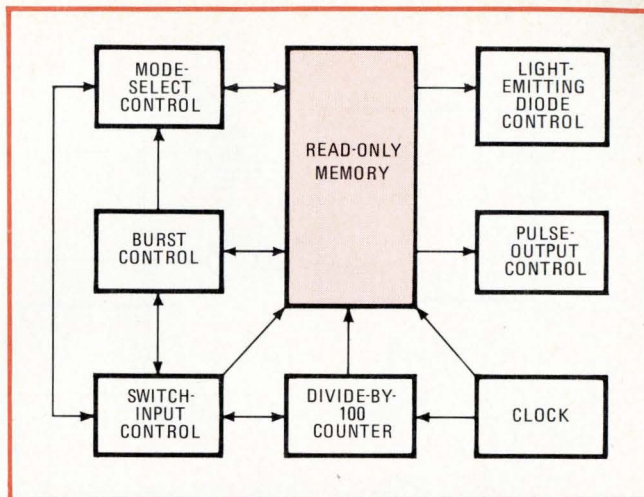 MODE-
SELECT
CONTROL
READ-ONLY
MEMORY
LIGHT-
EMITTING
DIODE
CONTROL
BURST
CONTROL
PULSE-
OUTPUT
CONTROL
SWITCH-
INPUT
CONTROL
DIVIDE-BY-
100
COUNTER
CLOCK